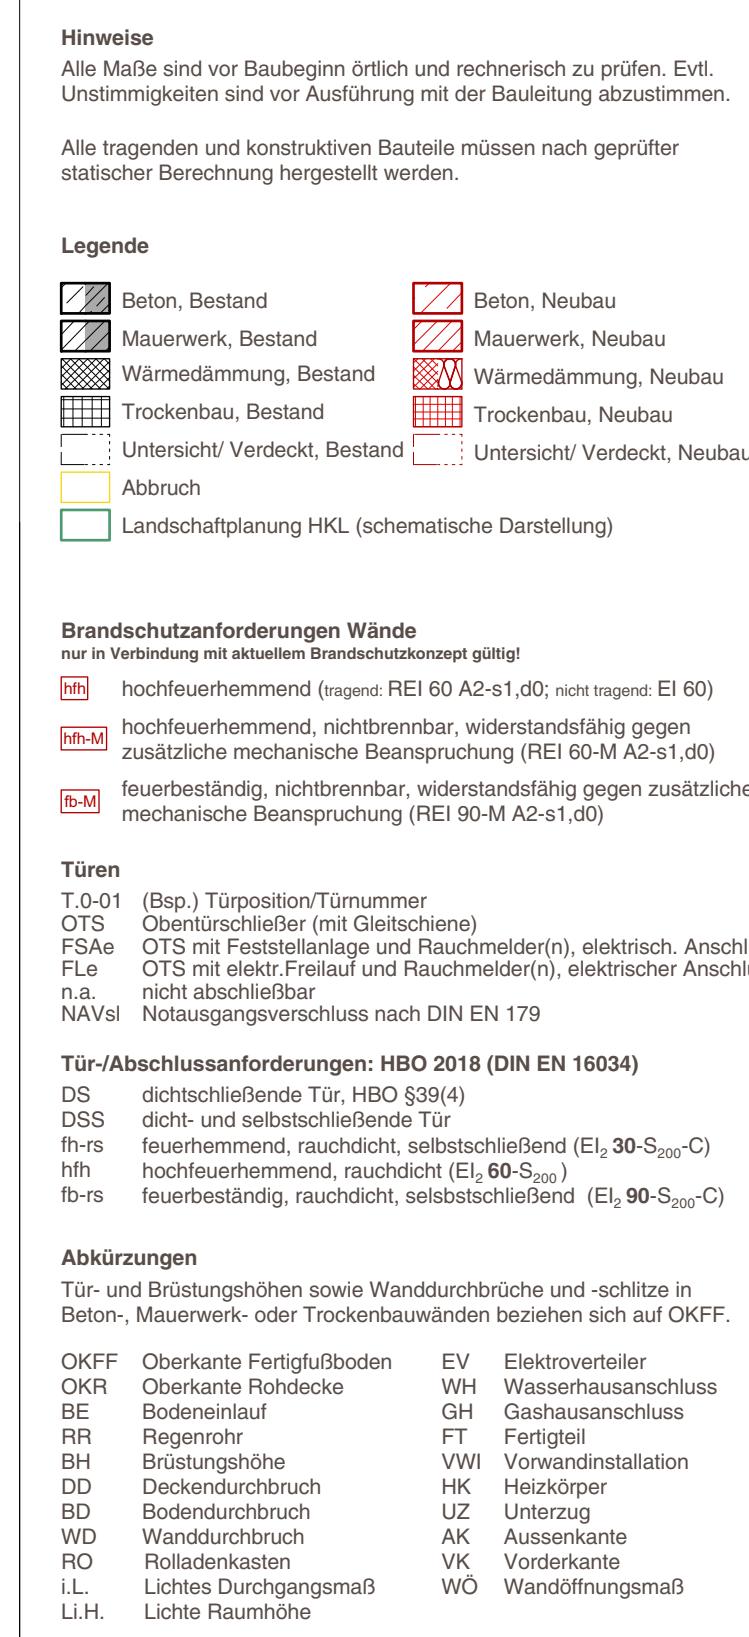 Hinweise
Alle Maße sind vor Baubeginn örtlich und rechnerisch zu prüfen. Evtl.
Unstimmigkeiten sind vor Ausführung mit der Bauleitung abzustimmen.
Alle tragenden und konstruktiven Bauteile müssen nach geprüfter
statischer Berechnung hergestellt werden.
Legende
Beton, Bestand Beton, Neubau
Mauerwerk, Bestand Mauerwerk, Neubau
Wärmedämmung, Bestand Wärmedämmung, Neubau
Trockenbau, Bestand Trockenbau, Neubau
Untersicht/ Verdeckt, Bestand Untersicht/ Verdeckt, Neubau
Abbruch
Landschaftplanung HKL (schematische Darstellung)
Brandschutzanforderungen Wände
nur in Verbindung mit aktuellem Brandschutzkonzept gültig!
hfh hochfeuerhemmend (tragend: REI 60 A2-s1,d0; nicht tragend: EI 60)
hfh-M hochfeuerhemmend, nichtbrennbar, widerstandsfähig gegen
zusätzliche mechanische Beanspruchung (REI 60-M A2-s1,d0)
fb-M feuerbeständig, nichtbrennbar, widerstandsfähig gegen zusätzliche
mechanische Beanspruchung (REI 90-M A2-s1,d0)
Türen
T.0-01 (Bsp.) Türposition/Türnummer
OTS Obentürschließer (mit Gleitschiene)
FSAe OTS mit Feststellanlage und Rauchmelder(n), elektrisch. Anschl
FLe OTS mit elektr.Freilauf und Rauchmelder(n), elektrischer Anschlu
n.a. nicht abschließbar
NAVsl Notausgangsverschluss nach DIN EN 179
Tür-/Abschlussanforderungen: HBO 2018 (DIN EN 16034)
DS dichtschließende Tür, HBO §39(4)
DSS dicht- und selbstschließende Tür
fh-rs feuerhemmend, rauchdicht, selbstschließend (EI₂ 30-S₂₀₀-C)
hfh hochfeuerhemmend, rauchdicht (EI₂ 60-S₂₀₀ )
fb-rs feuerbeständig, rauchdicht, selsbstschließend (EI₂ 90-S₂₀₀-C)
Abkürzungen
Tür- und Brüstungshöhen sowie Wanddurchbrüche und -schlitze in
Beton-, Mauerwerk- oder Trockenbauwänden beziehen sich auf OKFF.
OKFF Oberkante Fertigfußboden EV Elektroverteiler
OKR Oberkante Rohdecke WH Wasserhausanschluss
BE Bodeneinlauf GH Gashausanschluss
RR Regenrohr FT Fertigteil
BH Brüstungshöhe VWI Vorwandinstallation
DD Deckendurchbruch HK Heizkörper
BD Bodendurchbruch UZ Unterzug
WD Wanddurchbruch AK Aussenkante
RO Rolladenkasten VK Vorderkante
i.L. Lichtes Durchgangsmaß WÖ Wandöffnungsmaß
Li.H. Lichte Raumhöhe